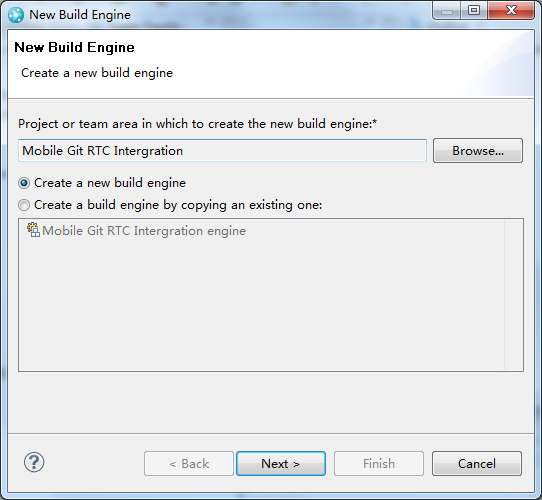 New Build Engine
New Build Engine
Create a new build engine
Project or team area in which to create the new build engine:*
Mobile Git RTC Intergration
Browse...
Create a new build engine
Create a build engine by copying an existing one:
Mobile Git RTC Intergration engine
?
< Back
Next >
Finish
Cancel